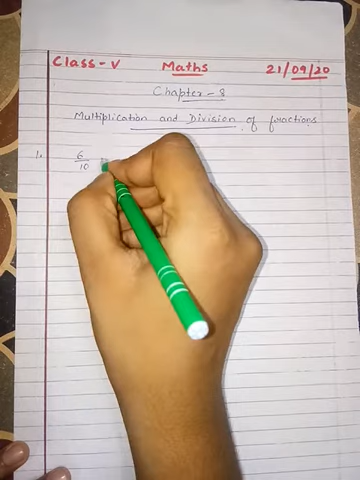 Class-V Maths 21/09/20
Chapter - 8
Multiplication and Division of fractions
1. 6/10